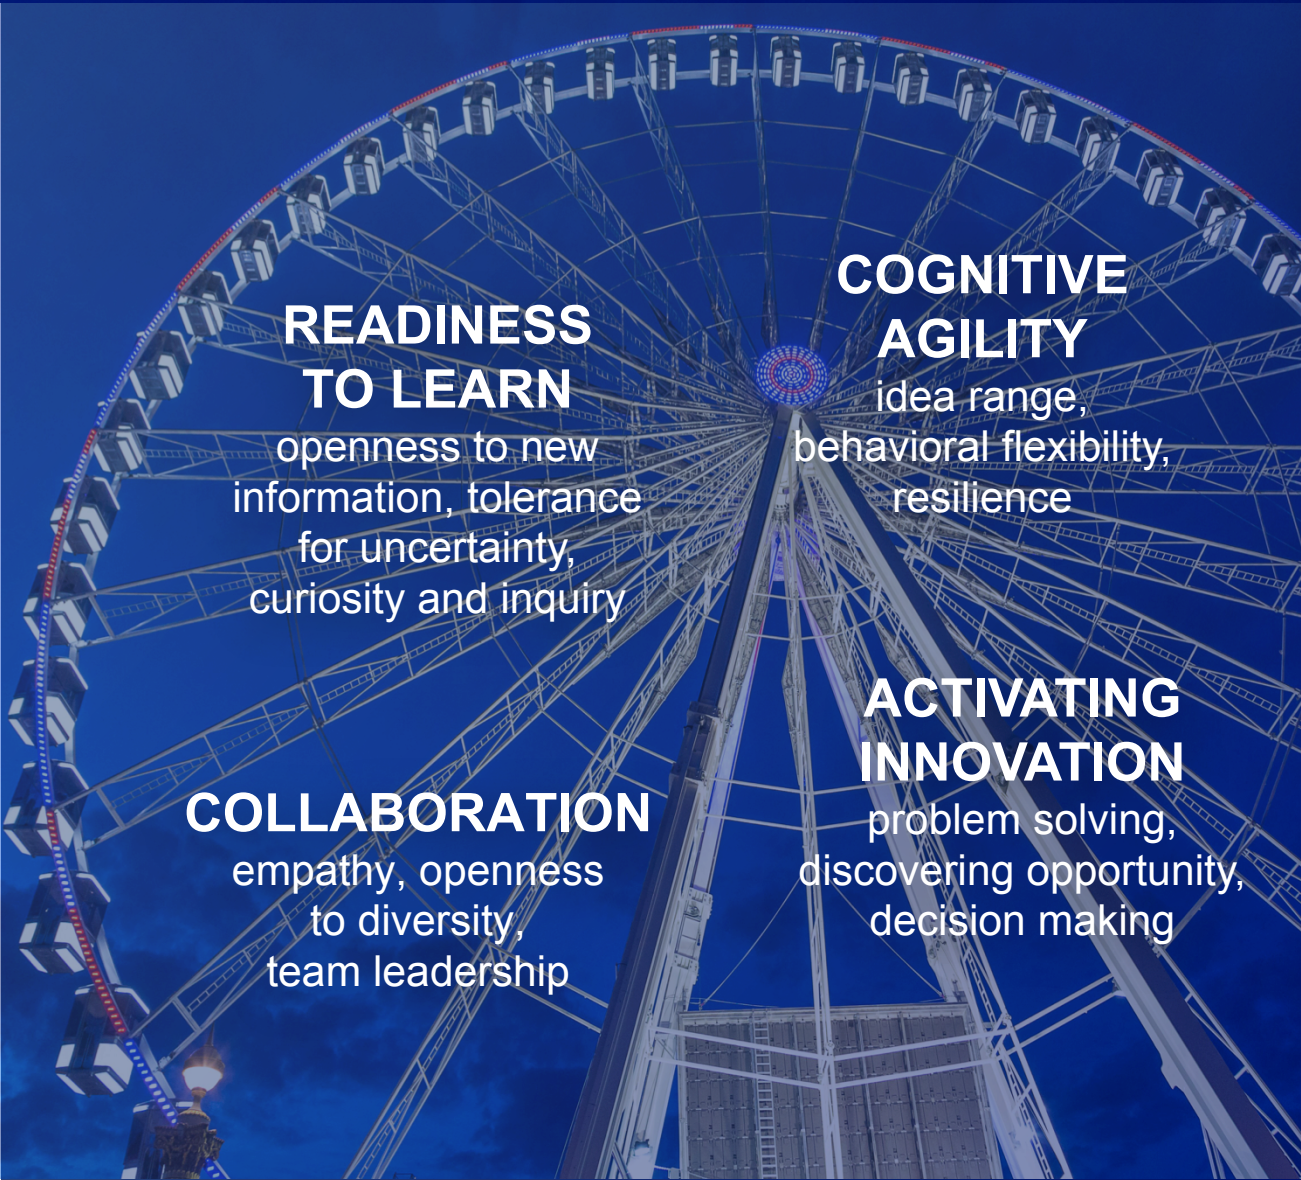 READINESS
TO LEARN
openness to new
information, tolerance
for uncertainty,
curiosity and inquiry
COGNITIVE
AGILITY
idea range,
behavioral flexibility,
resilience
COLLABORATION
empathy, openness
to diversity,
team leadership
ACTIVATING
INNOVATION
problem solving,
discovering opportunity,
decision making